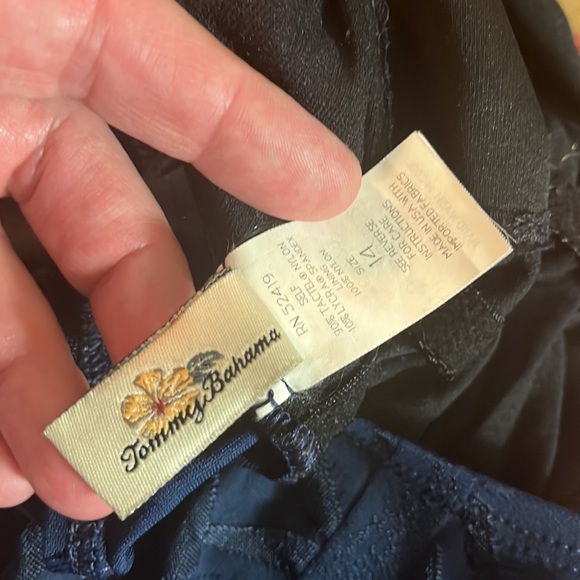 Tommy Bahama
RN 52419
SELF
90% TACTEL® NYLON
10% LYCRA® SPANDEX
LINING
100% NYLON
SIZE
14
SEE REVERSE
FOR CARE
INSTRUCTIONS
MADE IN USA WITH
IMPORTED FABRICS